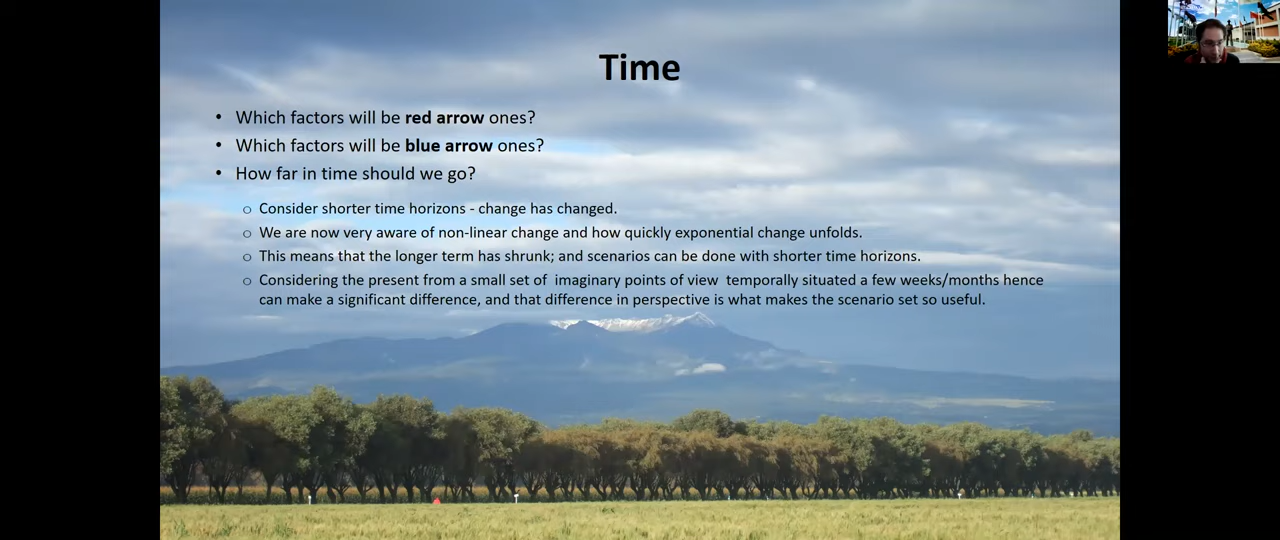 Time
• Which factors will be red arrow ones?
• Which factors will be blue arrow ones?
• How far in time should we go?
o Consider shorter time horizons - change has changed.
o We are now very aware of non-linear change and how quickly exponential change unfolds.
o This means that the longer term has shrunk; and scenarios can be done with shorter time horizons.
o Considering the present from a small set of  imaginary points of view  temporally situated a few weeks/months hence
can make a significant difference, and that difference in perspective is what makes the scenario set so useful.